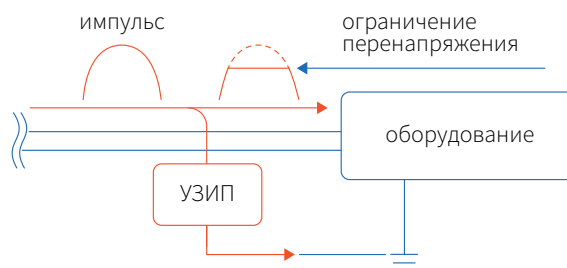 импульс
ограничение
перенапряжения
оборудование
УЗИП